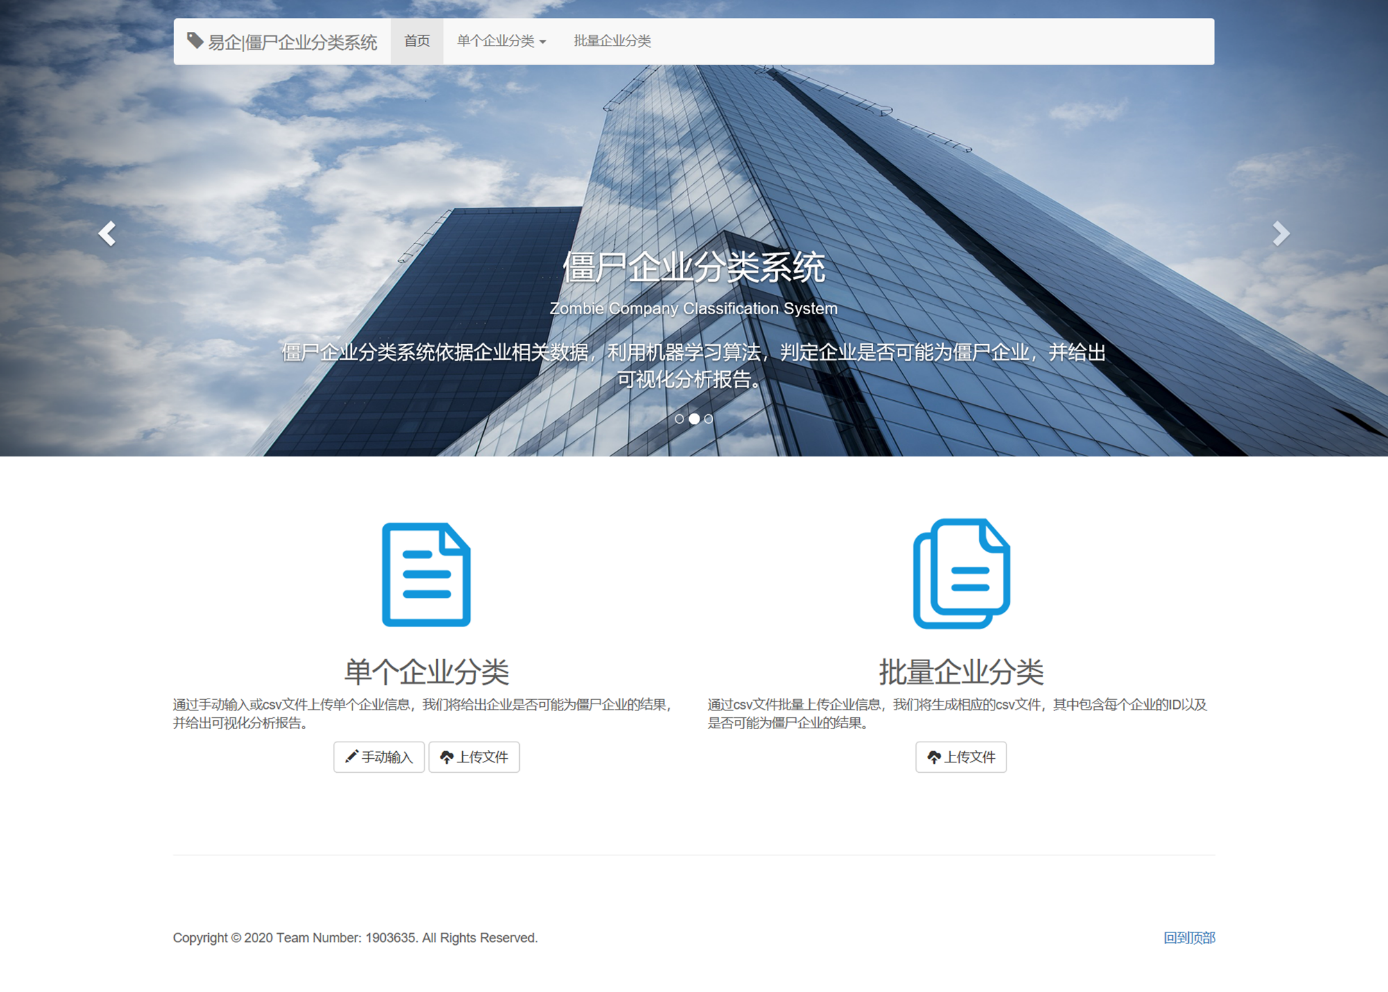 易企|僵尸企业分类系统 首页 单个企业分类 批量企业分类
僵尸企业分类系统
Zombie Company Classification System
僵尸企业分类系统依据企业相关数据，利用机器学习算法，判定企业是否可能为僵尸企业，并给出
可视化分析报告。
单个企业分类
通过手动输入或csv文件上传单个企业信息，我们将给出企业是否可能为僵尸企业的结果，
并给出可视化分析报告。
手动输入 上传文件
批量企业分类
通过csv文件批量上传企业信息，我们将生成相应的csv文件，其中包含每个企业的ID以及
是否可能为僵尸企业的结果。
上传文件
Copyright © 2020 Team Number: 1903635. All Rights Reserved.
回到顶部